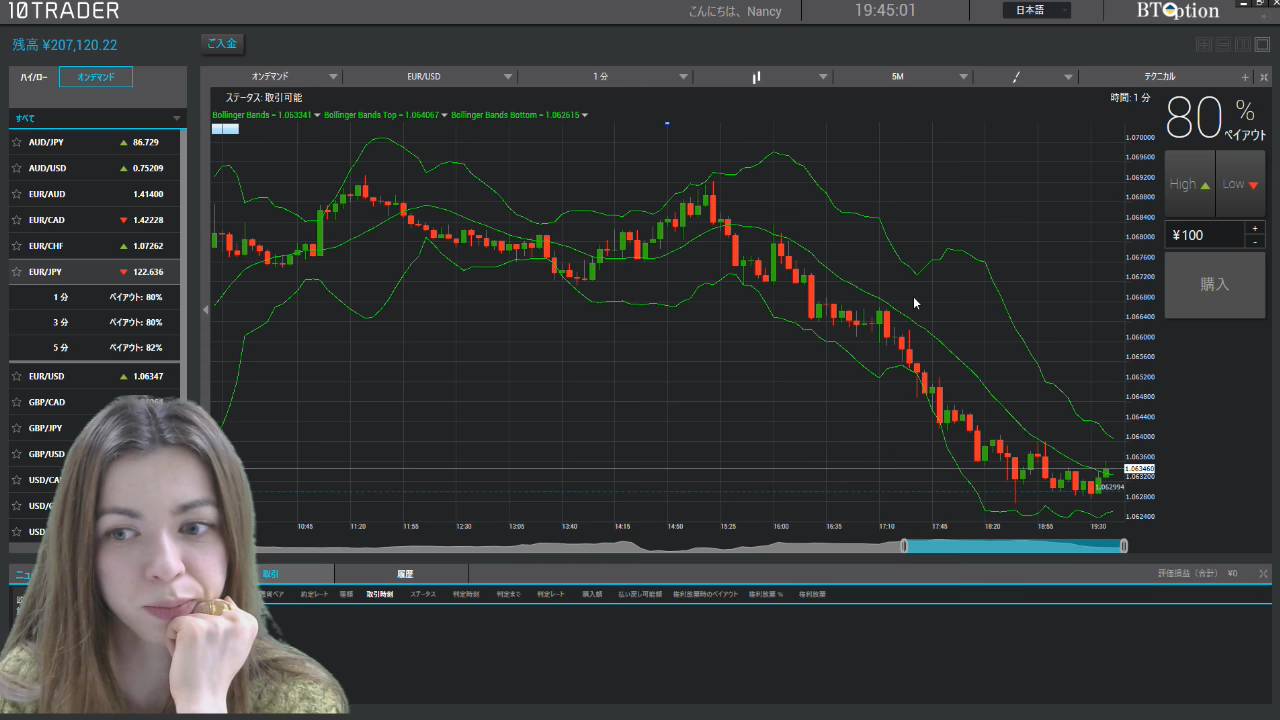 10TRADER
こんにちは、Nancy
19:45:01
日本語
BTOption
残高 ¥207,120.22
ご入金
ハイ/ロー オンデマンド
オンデマンド EUR/USD 1 分 5M テクニカル
すべて
ステータス: 取引可能
時間: 1 分
Bollinger Bands = 1.063341 Bollinger Bands Top = 1.064067 Bollinger Bands Bottom = 1.062615
80 %
ペイアウト
High Low
¥100 + -
購入
AUD/JPY 86.729
AUD/USD 0.75209
EUR/AUD 1.41400
EUR/CAD 1.42228
EUR/CHF 1.07262
EUR/JPY 122.636
1 分 ペイアウト: 80%
3 分 ペイアウト: 80%
5 分 ペイアウト: 82%
EUR/USD 1.06347
GBP/CAD
GBP/JPY
GBP/USD
USD/CA
USD/
USD
1.070000
1.069600
1.069200
1.068800
1.068400
1.068000
1.067600
1.067200
1.066800
1.066400
1.066000
1.065600
1.065200
1.064800
1.064400
1.064000
1.063600
1.063460
1.063200
1.062994
1.062800
1.062400
10:45 11:20 11:55 12:30 13:05 13:40 14:15 14:50 15:25 16:00 16:35 17:10 17:45 18:20 18:55 19:30
ニュ 取引 履歴 評価損益（合計） ¥0
通貨ペア 約定レート 種類 取引時刻 ステータス 判定時刻 判定まで 判定レート 購入額 払い戻し可能額 権利放棄時のペイアウト 権利放棄 % 権利放棄